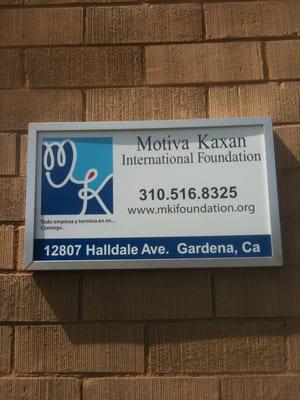 MK
Motiva Kaxan
International Foundation
310.516.8325
www.mkifoundation.org
Todo empieza y termina en mi...
Conmigo.
12807 Halldale Ave. Gardena, Ca